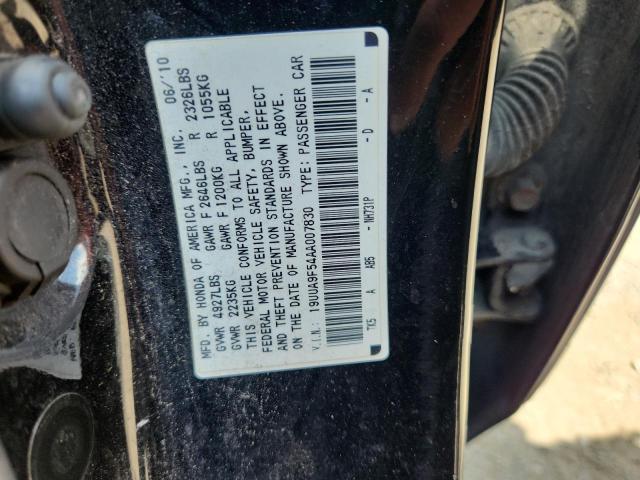 MFD. BY HONDA OF AMERICA MFG., INC. 06/'10
GVWR 4927LBS GAWR F 2646LBS R 2326LBS
GVWR 2235KG GAWR F 1200KG R 1055KG
THIS VEHICLE CONFORMS TO ALL APPLICABLE
FEDERAL MOTOR VEHICLE SAFETY, BUMPER,
AND THEFT PREVENTION STANDARDS IN EFFECT
ON THE DATE OF MANUFACTURE SHOWN ABOVE.
V.I.N.: 19UUA9F54AA007830 TYPE: PASSENGER CAR
TK5 A ABS - NH731P - D - A